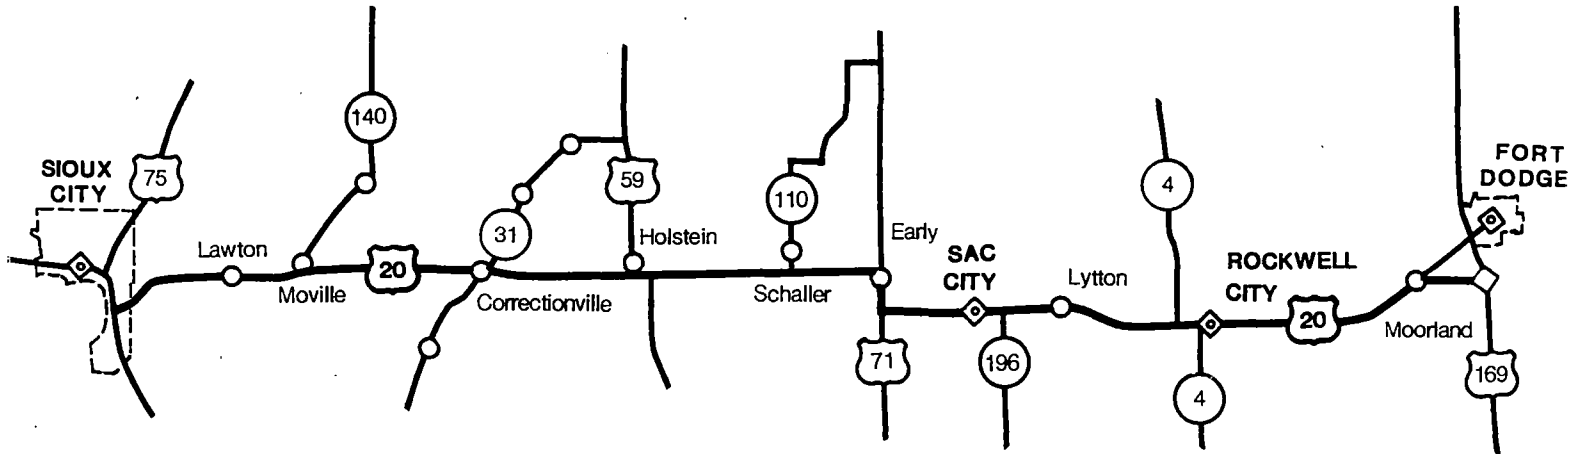 SIOUX
CITY
75
Lawton
140
Moville
20
31
Correctionville
59
Holstein
110
Schaller
Early
71
SAC
CITY
196
Lytton
4
4
ROCKWELL
CITY
20
Moorland
FORT
DODGE
169